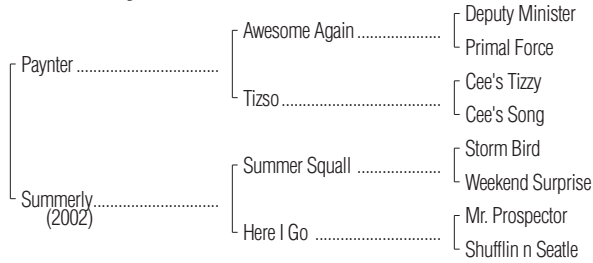 Deputy Minister
Awesome Again ..................
Primal Force
Paynter ...............................
Cee's Tizzy
Tizso...................................
Cee's Song
Storm Bird
Summer Squall ..................
Weekend Surprise
Summerly............................
(2002)
Mr. Prospector
Here I Go ...........................
Shufflin n Seatle